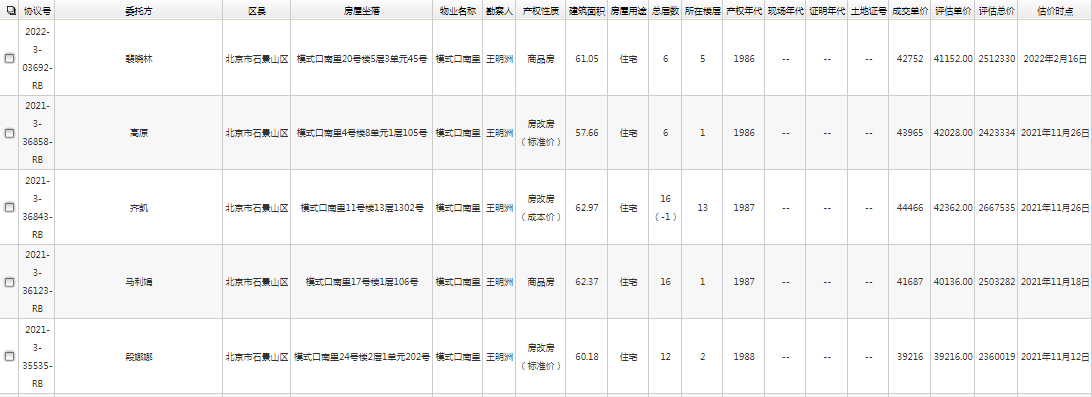 协议号 委托方 区县 房屋坐落 物业名称 勘察人 产权性质 建筑面积 房屋用途 总层数 所在楼层 产权年代 现场年代 证明年代 土地证号 成交单价 评估单价 评估总价 估价时点
2022-
3-
03692-
RB
裴晓林 北京市石景山区 模式口南里20号楼5层3单元45号 模式口南里 王明洲 商品房 61.05 住宅 6 5 1986 -- -- -- 42752 41152.00 2512330 2022年2月16日
2021-
3-
36858-
RB
高原 北京市石景山区 模式口南里4号楼8单元1层105号 模式口南里 王明洲 房改房
（标准价）
57.66 住宅 6 1 1986 -- -- -- 43965 42028.00 2423334 2021年11月26日
2021-
3-
36843-
RB
齐凯 北京市石景山区 模式口南里11号楼13层1302号 模式口南里 王明洲 房改房
（成本价）
62.97 住宅 16
（-1）
13 1987 -- -- -- 44466 42362.00 2667535 2021年11月26日
2021-
3-
36123-
RB
马利娟 北京市石景山区 模式口南里17号楼1层106号 模式口南里 王明洲 商品房 62.37 住宅 16 1 1987 -- -- -- 41687 40136.00 2503282 2021年11月18日
2021-
3-
35535-
RB
段娜娜 北京市石景山区 模式口南里24号楼2层1单元202号 模式口南里 王明洲 房改房
（标准价）
60.18 住宅 12 2 1988 -- -- -- 39216 39216.00 2360019 2021年11月12日